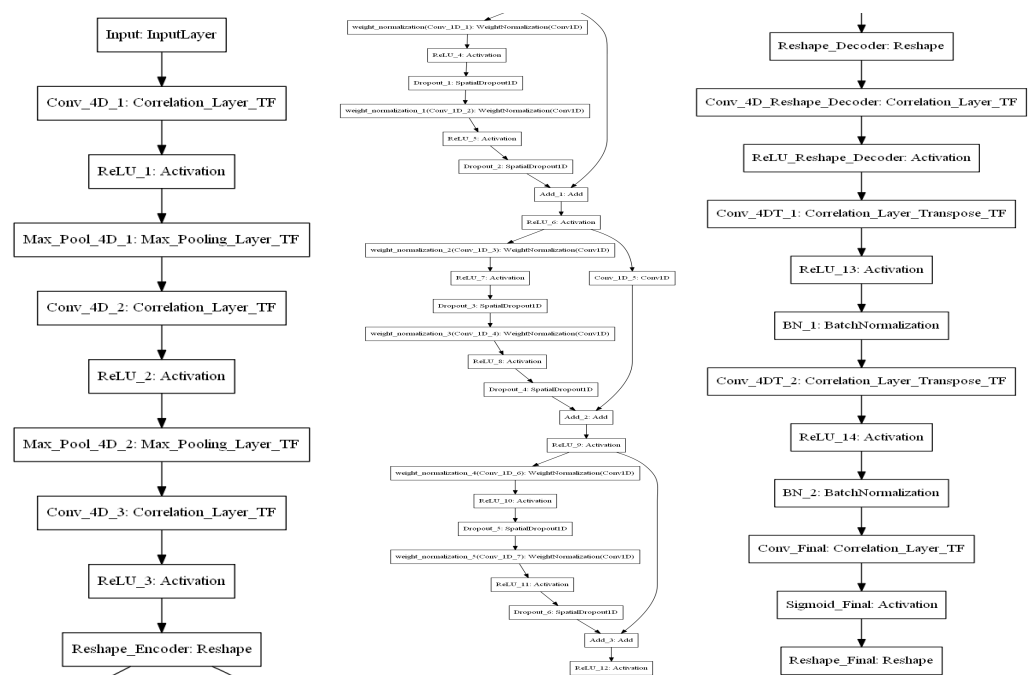 Input: InputLayer
Conv_4D_1: Correlation_Layer_TF
ReLU_1: Activation
Max_Pool_4D_1: Max_Pooling_Layer_TF
Conv_4D_2: Correlation_Layer_TF
ReLU_2: Activation
Max_Pool_4D_2: Max_Pooling_Layer_TF
Conv_4D_3: Correlation_Layer_TF
ReLU_3: Activation
Reshape_Encoder: Reshape
weight_normalization(Conv_1D_1): WeightNormalization(Conv1D)
ReLU_4: Activation
Dropout_1: SpatialDropout1D
weight_normalization_1(Conv_1D_2): WeightNormalization(Conv1D)
ReLU_5: Activation
Dropout_2: SpatialDropout1D
Add_1: Add
ReLU_6: Activation
weight_normalization_2(Conv_1D_3): WeightNormalization(Conv1D)
ReLU_7: Activation
Conv_1D_5: Conv1D
Dropout_3: SpatialDropout1D
weight_normalization_3(Conv_1D_4): WeightNormalization(Conv1D)
ReLU_8: Activation
Dropout_4: SpatialDropout1D
Add_2: Add
ReLU_9: Activation
weight_normalization_4(Conv_1D_6): WeightNormalization(Conv1D)
ReLU_10: Activation
Dropout_5: SpatialDropout1D
weight_normalization_5(Conv_1D_7): WeightNormalization(Conv1D)
ReLU_11: Activation
Dropout_6: SpatialDropout1D
Add_3: Add
ReLU_12: Activation
Reshape_Decoder: Reshape
Conv_4D_Reshape_Decoder: Correlation_Layer_TF
ReLU_Reshape_Decoder: Activation
Conv_4DT_1: Correlation_Layer_Transpose_TF
ReLU_13: Activation
BN_1: BatchNormalization
Conv_4DT_2: Correlation_Layer_Transpose_TF
ReLU_14: Activation
BN_2: BatchNormalization
Conv_Final: Correlation_Layer_TF
Sigmoid_Final: Activation
Reshape_Final: Reshape